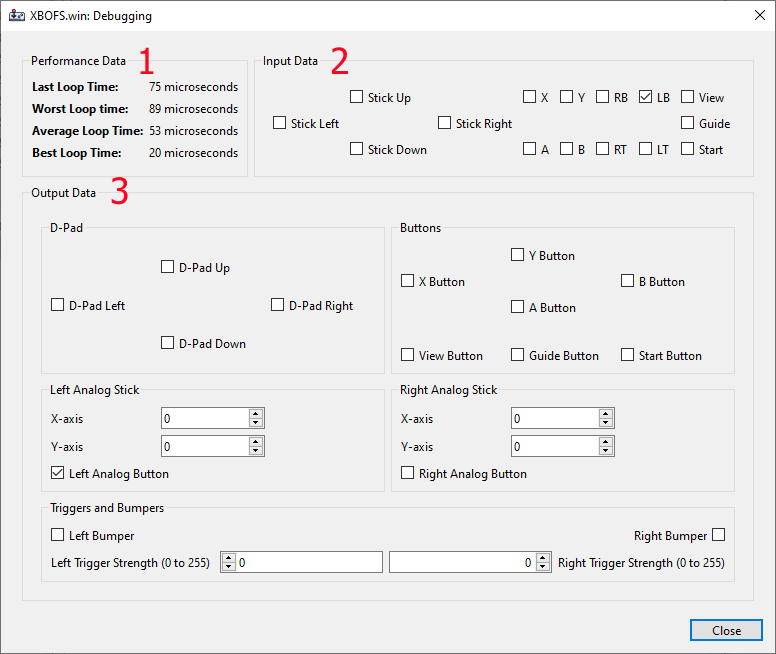 XBOFS.win: Debugging
Performance Data 1
Last Loop Time: 75 microseconds
Worst Loop time: 89 microseconds
Average Loop Time: 53 microseconds
Best Loop Time: 20 microseconds
Input Data 2
Stick Up X Y RB LB View
Stick Left Stick Right Guide
Stick Down A B RT LT Start
Output Data 3
D-Pad
D-Pad Up
D-Pad Left D-Pad Right
D-Pad Down
Buttons
Y Button
X Button B Button
A Button
View Button Guide Button Start Button
Left Analog Stick
X-axis 0
Y-axis 0
Left Analog Button
Right Analog Stick
X-axis 0
Y-axis 0
Right Analog Button
Triggers and Bumpers
Left Bumper Right Bumper
Left Trigger Strength (0 to 255) 0 0 Right Trigger Strength (0 to 255)
Close